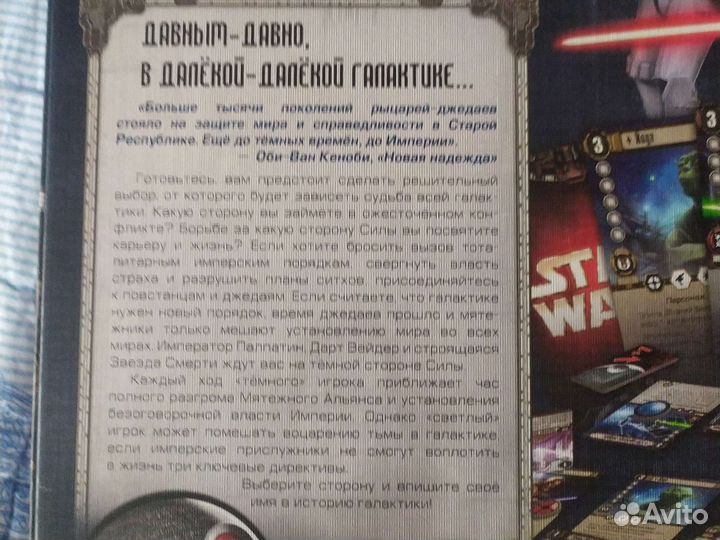 ДАВНЫМ-ДАВНО,
В ДАЛЁКОЙ-ДАЛЁКОЙ ГАЛАКТИКЕ...
«Больше тысячи поколений рыцарей-джедаев
стояло на защите мира и справедливости в Старой
Республике. Ещё до тёмных времён, до Империи».
— Оби-Ван Кеноби, «Новая надежда»
Готовьтесь, вам предстоит сделать решительный
выбор, от которого будет зависеть судьба всей галак-
тики. Какую сторону вы займёте в ожесточённом кон-
фликте? Борьбе за какую сторону Силы вы посвятите
карьеру и жизнь? Если хотите бросить вызов тота-
литарным имперским порядкам, свергнуть власть
страха и разрушить планы ситхов, присоединяйтесь
к повстанцам и джедаям. Если считаете, что галактике
нужен новый порядок, время джедаев прошло и мяте-
жники только мешают установлению мира во всех
мирах, Император Палпатин, Дарт Вейдер и строящаяся
Звезда Смерти ждут вас на тёмной стороне Силы.
Каждый ход «тёмного» игрока приближает час
полного разгрома Мятежного Альянса и установления
безоговорочной власти Империи. Однако «светлый»
игрок может помешать воцарению тьмы в галактике,
если имперские прислужники не смогут воплотить
в жизнь три ключевые директивы.
Выберите сторону и впишите своё
имя в историю галактики!
3
Йода
3
STA
WA
Персонаж
Avito